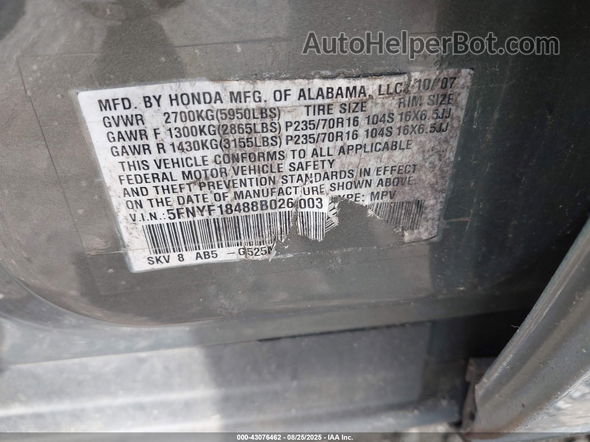 AutoHelperBot.com
MFD. BY HONDA MFG. OF ALABAMA, LLC. 10/07
GVWR 2700KG(5950LBS) TIRE SIZE RIM SIZE
GAWR F 1300KG(2865LBS) P235/70R16 104S 16X6.5JJ
GAWR R 1430KG(3155LBS) P235/70R16 104S 16X6.5JJ
THIS VEHICLE CONFORMS TO ALL APPLICABLE
FEDERAL MOTOR VEHICLE SAFETY
AND THEFT PREVENTION STANDARDS IN EFFECT
ON THE DATE OF MANUFACTURE SHOWN ABOVE.
V.I.N.: 5FNYF18488B026003 TYPE: MPV
SKV 8 AB5 -G525M
000-43076462 - 08/25/2025 - IAA Inc.